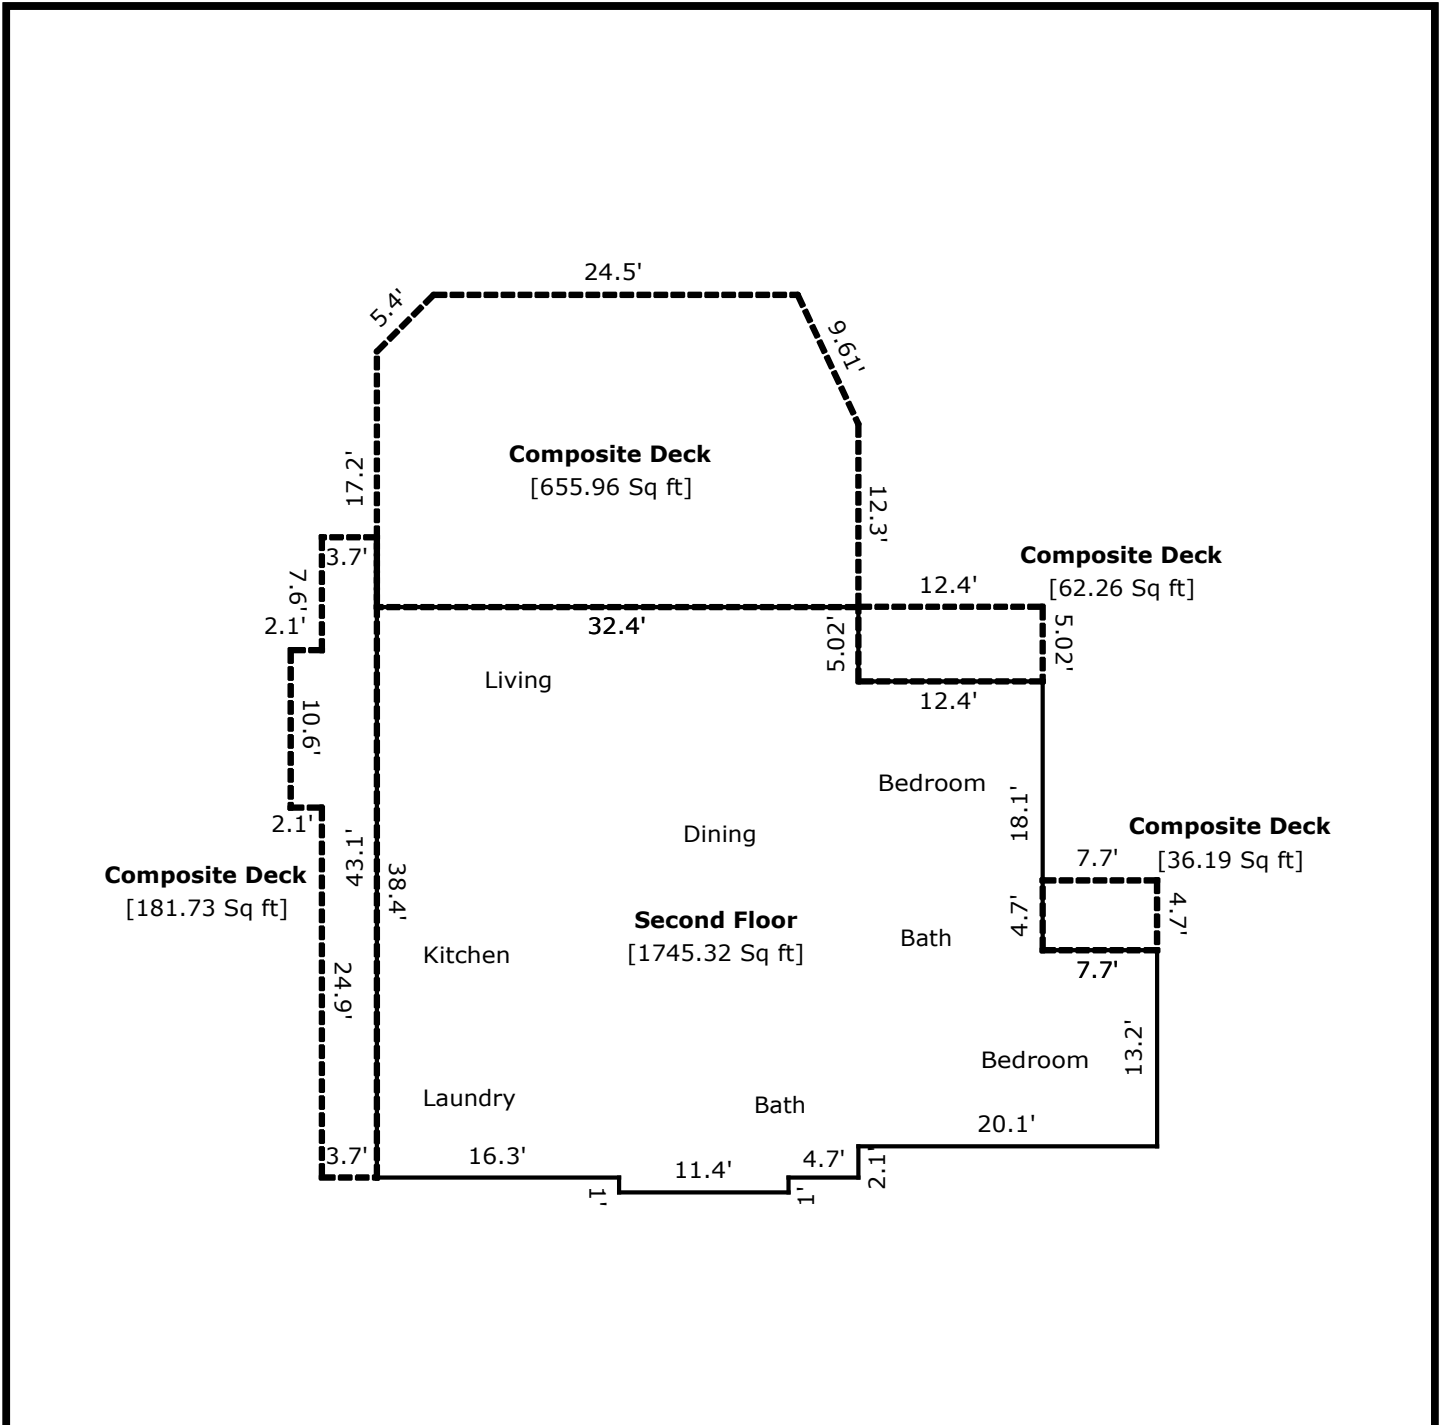 24.5'
5.4'
9.61'
Composite Deck
[655.96 Sq ft]
17.2'
12.3'
3.7'
Composite Deck
12.4'
[62.26 Sq ft]
7.6'
2.1'
32.4'
5.02'
5.02'
Living
12.4'
10.6'
Bedroom
18.1'
2.1'
Dining
Composite Deck
7.7'
[36.19 Sq ft]
43.1'
38.4'
Composite Deck
[181.73 Sq ft]
Second Floor
[1745.32 Sq ft]
4.7'
4.7'
Kitchen
Bath
7.7'
24.9'
13.2'
Bedroom
Laundry
Bath
20.1'
3.7'
16.3'
11.4'
4.7'
2.1'
1'
1'